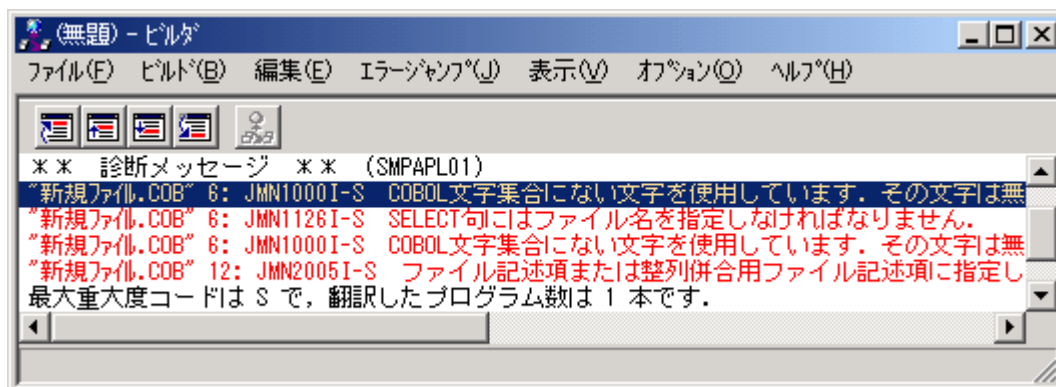 (無題) - ﾋﾞﾙﾀﾞ
ﾌｧｲﾙ(F) ﾋﾞﾙﾄﾞ(B) 編集(E) ｴﾗｰｼﾞｬﾝﾌﾟ(J) 表示(V) ｵﾌﾟｼｮﾝ(O) ﾍﾙﾌﾟ(H)
＊＊ 診断メッセージ ＊＊ (SMPAPL01)
"新規ﾌｧｲﾙ.COB" 6: JMN1000I-S COBOL文字集合にない文字を使用しています．その文字は無
"新規ﾌｧｲﾙ.COB" 6: JMN1126I-S SELECT句にはファイル名を指定しなければなりません．
"新規ﾌｧｲﾙ.COB" 6: JMN1000I-S COBOL文字集合にない文字を使用しています．その文字は無
"新規ﾌｧｲﾙ.COB" 12: JMN2005I-S ファイル記述項または整列併合用ファイル記述項に指定し
最大重大度コードは S で，翻訳したプログラム数は 1 本です．